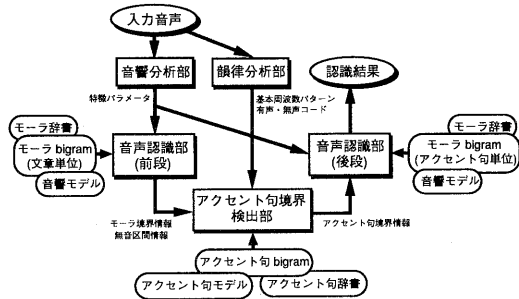 入力音声
音響分析部
韻律分析部
認識結果
特徴パラメータ
基本周波数パターン
有声・無声コード
モーラ辞書
モーラ bigram
(文章単位)
音響モデル
音声認識部
(前段)
音声認識部
(後段)
モーラ辞書
モーラ bigram
(アクセント句単位)
音響モデル
アクセント句境界
検出部
モーラ境界情報
無音区間情報
アクセント句境界情報
アクセント句 bigram
アクセント句モデル
アクセント句辞書